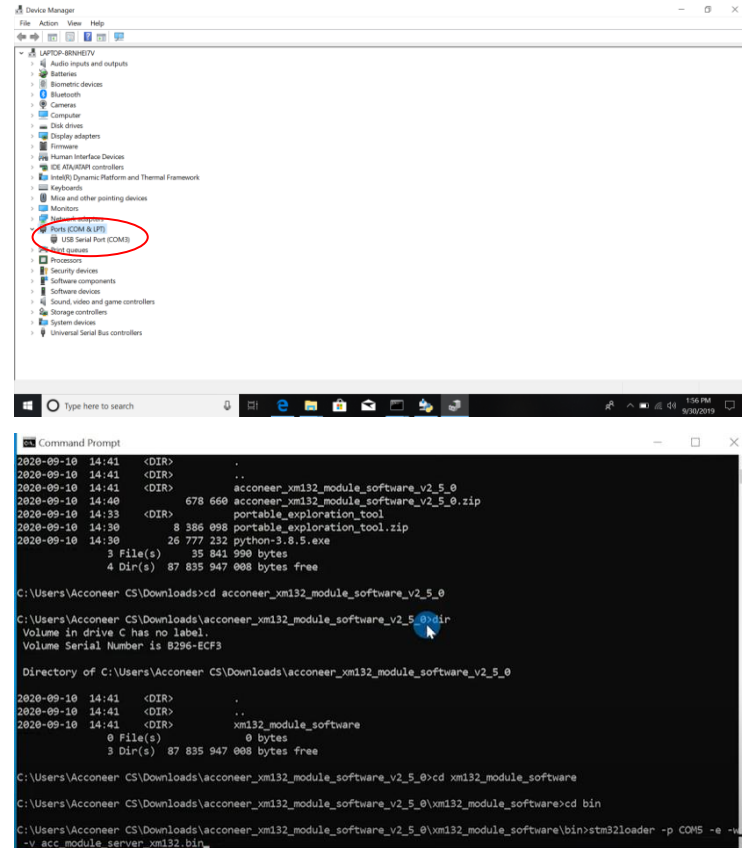 Device Manager
File Action View Help
LAPTOP-BRNHEI7V
Audio inputs and outputs
Batteries
Biometric devices
Bluetooth
Cameras
Computer
Disk drives
Display adapters
Firmware
Human Interface Devices
IDE ATA/ATAPI controllers
Intel(R) Dynamic Platform and Thermal Framework
Keyboards
Mice and other pointing devices
Monitors
Network adapters
Ports (COM & LPT)
USB Serial Port (COM3)
Print queues
Processors
Security devices
Software components
Software devices
Sound, video and game controllers
Storage controllers
System devices
Universal Serial Bus controllers
Type here to search
1:56 PM
9/30/2019
Command Prompt
2020-09-10 14:41 <DIR> .
2020-09-10 14:41 <DIR> ..
2020-09-10 14:41 <DIR> acconeer_xm132_module_software_v2_5_0
2020-09-10 14:40 678 660 acconeer_xm132_module_software_v2_5_0.zip
2020-09-10 14:33 <DIR> portable_exploration_tool
2020-09-10 14:30 8 386 098 portable_exploration_tool.zip
2020-09-10 14:30 26 777 232 python-3.8.5.exe
3 File(s) 35 841 990 bytes
4 Dir(s) 87 835 947 008 bytes free
C:\Users\Acconeer CS\Downloads>cd acconeer_xm132_module_software_v2_5_0
C:\Users\Acconeer CS\Downloads\acconeer_xm132_module_software_v2_5_0>dir
Volume in drive C has no label.
Volume Serial Number is B296-ECF3
Directory of C:\Users\Acconeer CS\Downloads\acconeer_xm132_module_software_v2_5_0
2020-09-10 14:41 <DIR> .
2020-09-10 14:41 <DIR> ..
2020-09-10 14:41 <DIR> xm132_module_software
0 File(s) 0 bytes
3 Dir(s) 87 835 947 008 bytes free
C:\Users\Acconeer CS\Downloads\acconeer_xm132_module_software_v2_5_0>cd xm132_module_software
C:\Users\Acconeer CS\Downloads\acconeer_xm132_module_software_v2_5_0\xm132_module_software>cd bin
C:\Users\Acconeer CS\Downloads\acconeer_xm132_module_software_v2_5_0\xm132_module_software\bin>stm32loader -p COM5 -e -w
-v acc_module_server_xm132.bin_